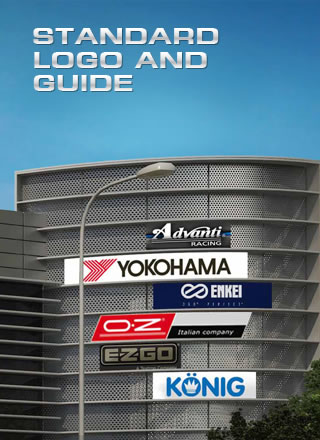 STANDARD
LOGO AND
GUIDE
Advanti
RACING
YOKOHAMA
ENKEI
O·Z
Italian company
EZGO
KÖNIG